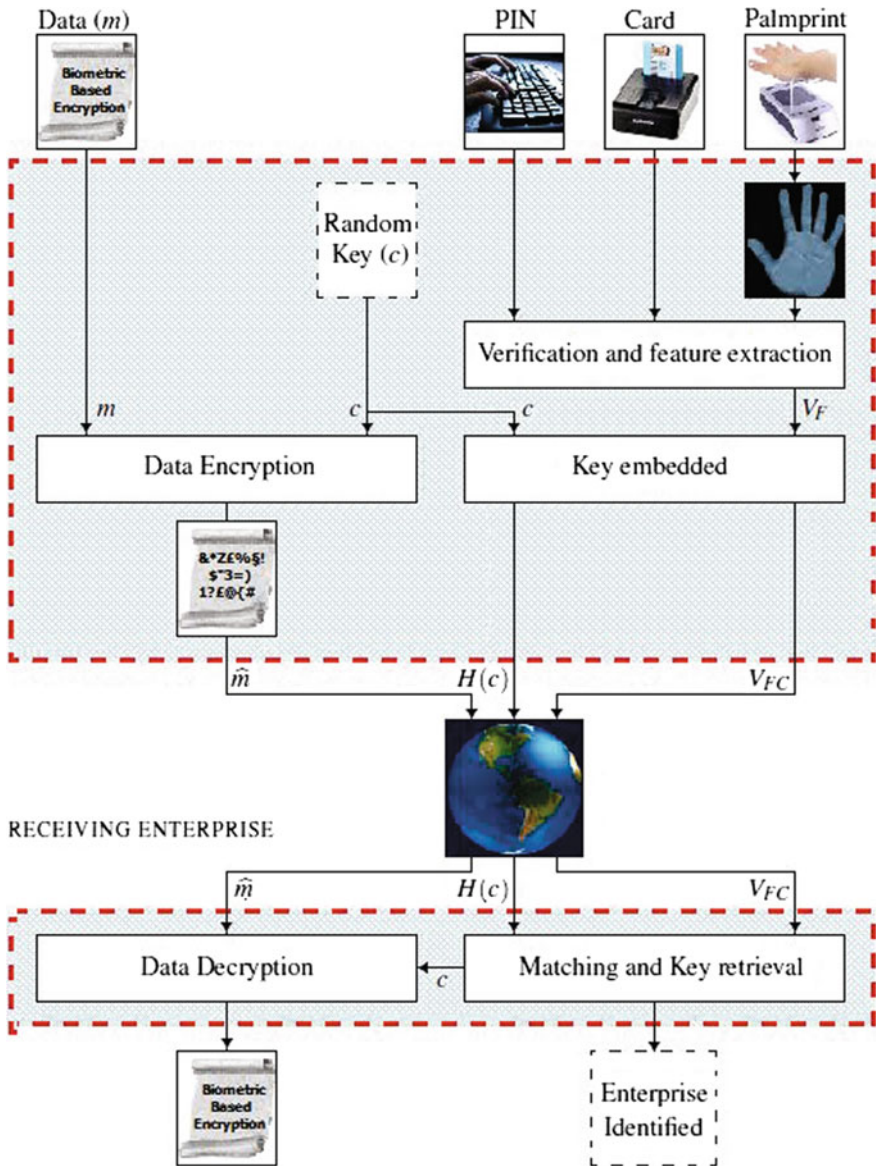 Data (m)
PIN
Card
Palmprint
Biometric
Based
Encryption
Random
Key (c)
Verification and feature extraction
m
c
c
V_F
Data Encryption
Key embedded
&*Z£%§!
$"3=)
1?£@{#
m̂
H(c)
V_FC
RECEIVING ENTERPRISE
m̂
H(c)
V_FC
Data Decryption
c
Matching and Key retrieval
Biometric
Based
Encryption
Enterprise
Identified